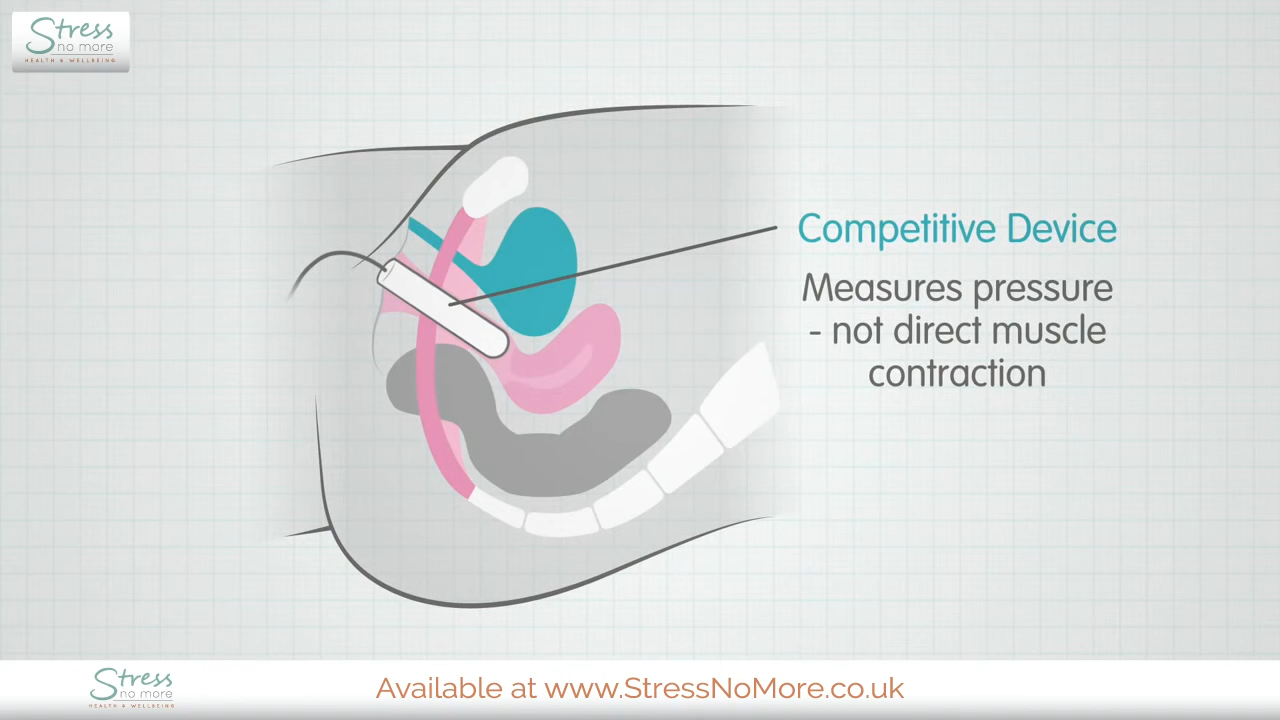 Stress
no more
HEALTH & WELLBEING
Competitive Device
Measures pressure
- not direct muscle
contraction
Stress
no more
HEALTH & WELLBEING
Available at www.StressNoMore.co.uk